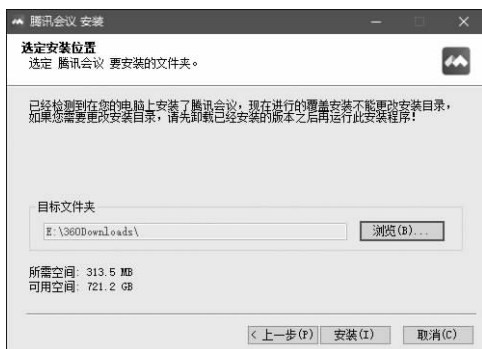 腾讯会议 安装
选定安装位置
选定 腾讯会议 要安装的文件夹。
已经检测到在您的电脑上安装了腾讯会议，现在进行的覆盖安装不能更改安装目录，
如果您需要更改安装目录，请先卸载已经安装的版本之后再运行此安装程序！
目标文件夹
E:\360Downloads\
浏览(B)...
所需空间: 313.5 MB
可用空间: 721.2 GB
< 上一步(P)
安装(I)
取消(C)